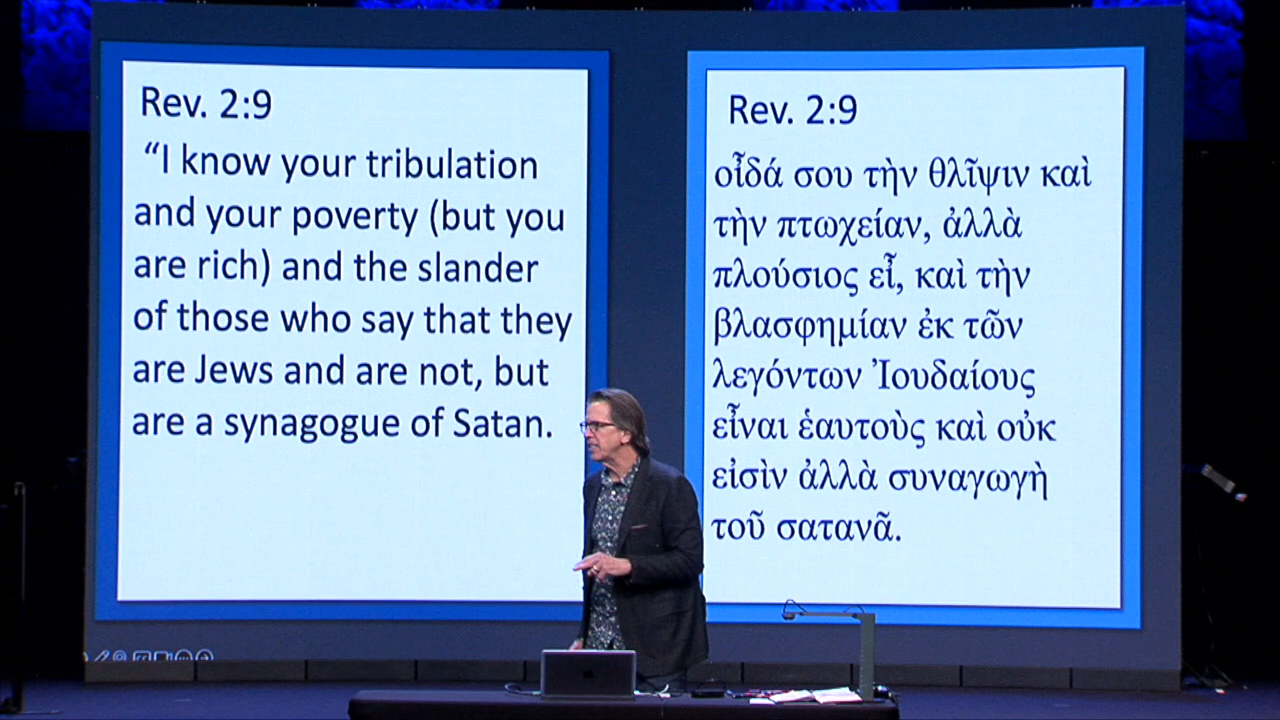 Rev. 2:9
“I know your tribulation
and your poverty (but you
are rich) and the slander
of those who say that they
are Jews and are not, but
are a synagogue of Satan.
Rev. 2:9
οἶδά σου τὴν θλῖψιν καὶ
τὴν πτωχείαν, ἀλλὰ
πλούσιος εἶ, καὶ τὴν
βλασφημίαν ἐκ τῶν
λεγόντων Ἰουδαίους
εἶναι ἑαυτοὺς καὶ οὐκ
εἰσὶν ἀλλὰ συναγωγὴ
τοῦ σατανᾶ.